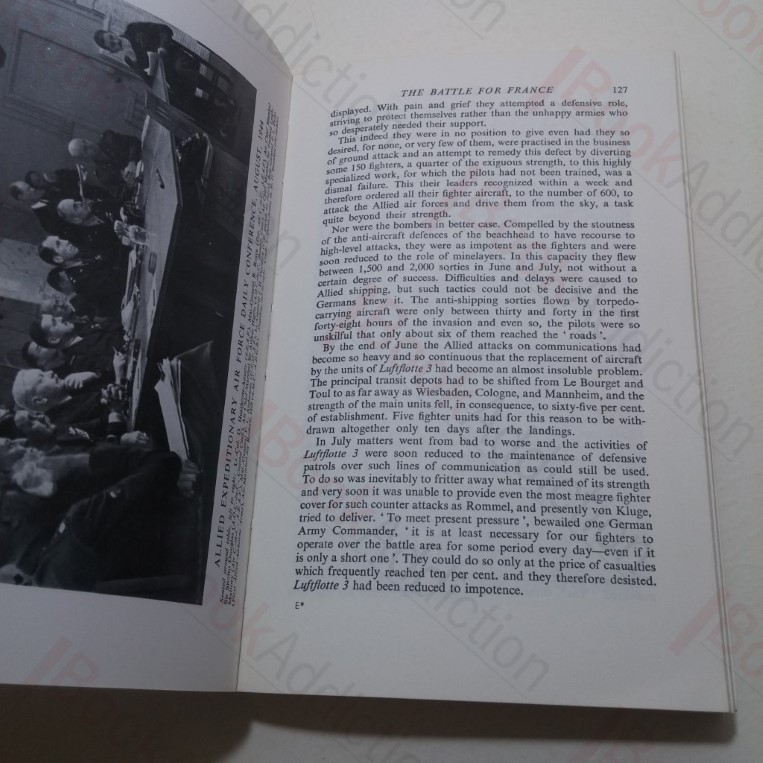 ALLIED EXPEDITIONARY AIR FORCE DAILY CONFERENCE, AUGUST, 1944
THE BATTLE FOR FRANCE 127
displayed. With pain and grief they attempted a defensive role,
striving to protect themselves rather than the unhappy armies who
so desperately needed their support.
This indeed they were in no position to give even had they so
desired, for none, or very few of them, were practised in the business
of ground attack and an attempt to remedy this defect by diverting
some 150 fighters, a quarter of the exiguous strength, to this highly
specialized work, for which the pilots had not been trained, was a
dismal failure. This their leaders recognized within a week and
therefore ordered all their fighter aircraft, to the number of 600, to
attack the Allied air forces and drive them from the sky, a task
quite beyond their strength.
Nor were the bombers in better case. Compelled by the stoutness
of the anti-aircraft defences of the beachhead to have recourse to
high-level attacks, they were as impotent as the fighters and were
soon reduced to the role of minelayers. In this capacity they flew
between 1,500 and 2,000 sorties in June and July, not without a
certain degree of success. Difficulties and delays were caused to
Allied shipping, but such tactics could not be decisive and the
Germans knew it. The anti-shipping sorties flown by torpedo-
carrying aircraft were only between thirty and forty in the first
forty-eight hours of the invasion and even so, the pilots were so
unskilful that only about six of them reached the ‘ roads ’.
By the end of June the Allied attacks on communications had
become so heavy and so continuous that the replacement of aircraft
by the units of Luftflotte 3 had become an almost insoluble problem.
The principal transit depots had to be shifted from Le Bourget and
Toul to as far away as Wiesbaden, Cologne, and Mannheim, and the
strength of the main units fell, in consequence, to sixty-five per cent.
of establishment. Five fighter units had for this reason to be with-
drawn altogether only ten days after the landings.
In July matters went from bad to worse and the activities of
Luftflotte 3 were soon reduced to the maintenance of defensive
patrols over such lines of communication as could still be used.
To do so was inevitably to fritter away what remained of its strength
and very soon it was unable to provide even the most meagre fighter
cover for such counter attacks as Rommel, and presently von Kluge,
tried to deliver. ‘ To meet present pressure ’, bewailed one German
Army Commander, ‘ it is at least necessary for our fighters to
operate over the battle area for some period every day—even if it
is only a short one ’. They could do so only at the price of casualties
which frequently reached ten per cent. and they therefore desisted.
Luftflotte 3 had been reduced to impotence.
E*
BookAddiction